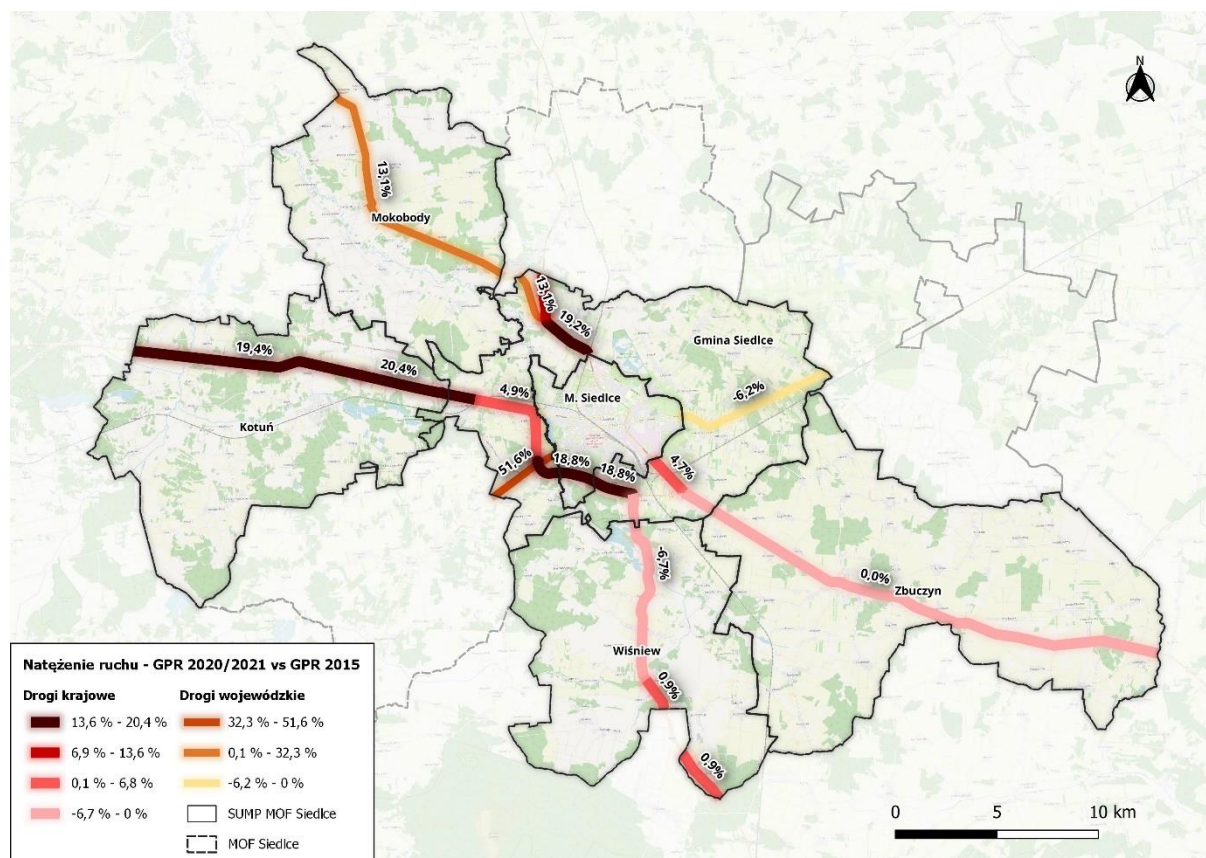 N
13,1%
Mokobody
13,1%
19,2%
Gmina Siedlce
19,4%
20,4%
4,9%
M. Siedlce
-6,2%
Kotuń
51,6%
18,8%
18,8%
4,7%
-6,7%
0,0%
Zbuczyn
Wiśniew
0,9%
0,9%
Natężenie ruchu - GPR 2020/2021 vs GPR 2015
Drogi krajowe
13,6 % - 20,4 %
6,9 % - 13,6 %
0,1 % - 6,8 %
-6,7 % - 0 %
Drogi wojewódzkie
32,3 % - 51,6 %
0,1 % - 32,3 %
-6,2 % - 0 %
SUMP MOF Siedlce
MOF Siedlce
0 5 10 km